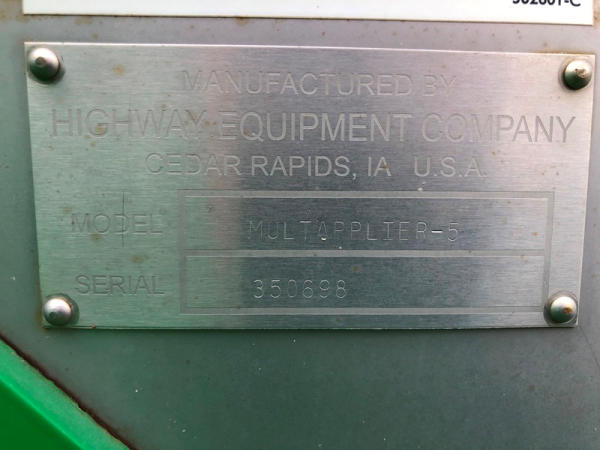 MANUFACTURED BY
HIGHWAY EQUIPMENT COMPANY
CEDAR RAPIDS, IA U.S.A.
MODEL MULTAPPLIER-5
SERIAL 350698